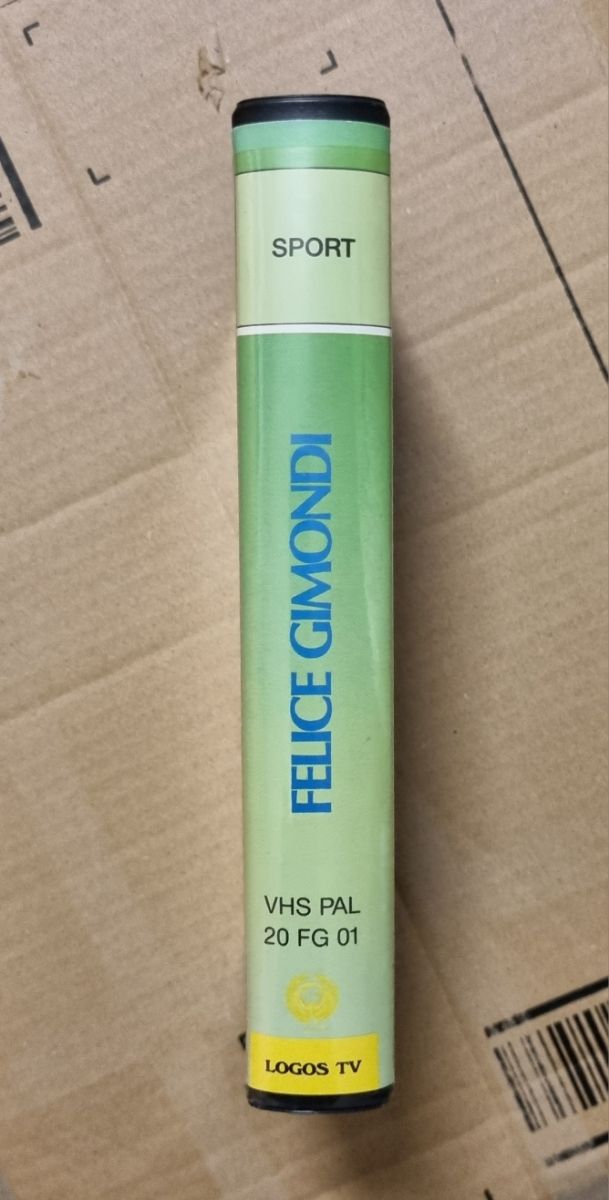 SPORT
FELICE GIMONDI
VHS PAL
20 FG 01
LOGOS TV